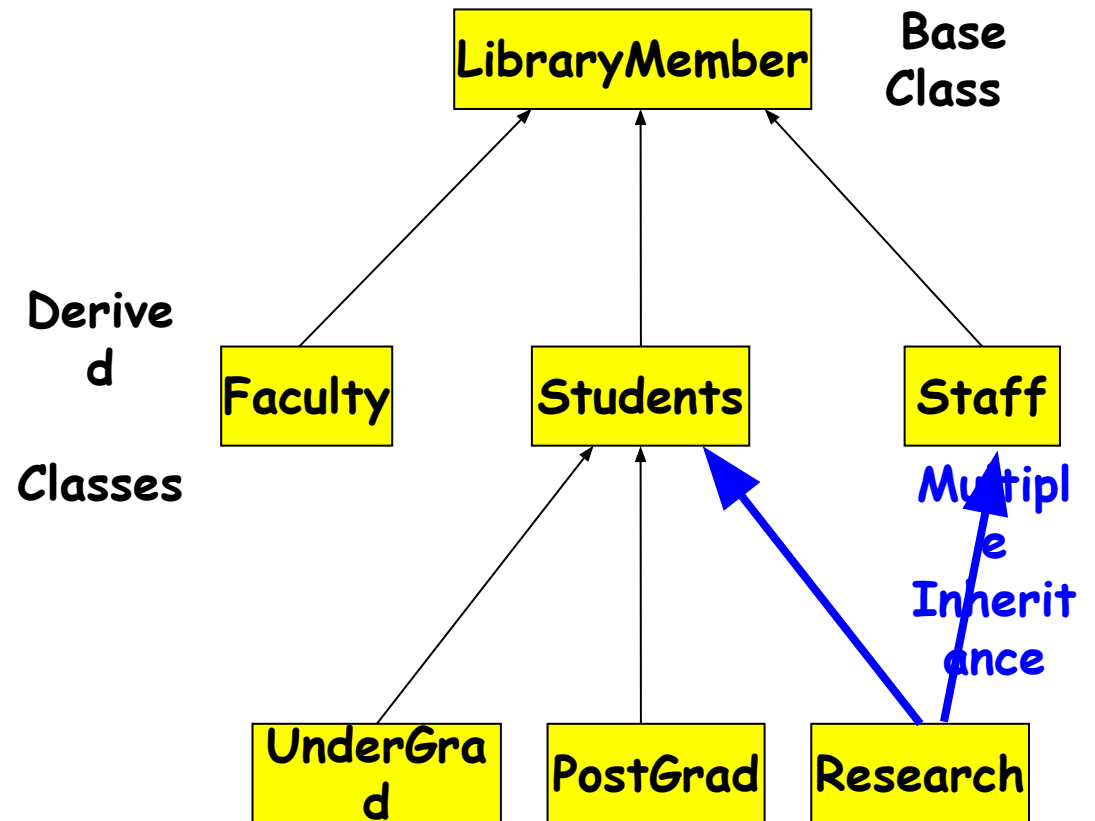 LibraryMember
Base
Class
Derive
d
Classes
Faculty
Students
Staff
Multipl
e
Inherit
ance
UnderGra
d
PostGrad
Research